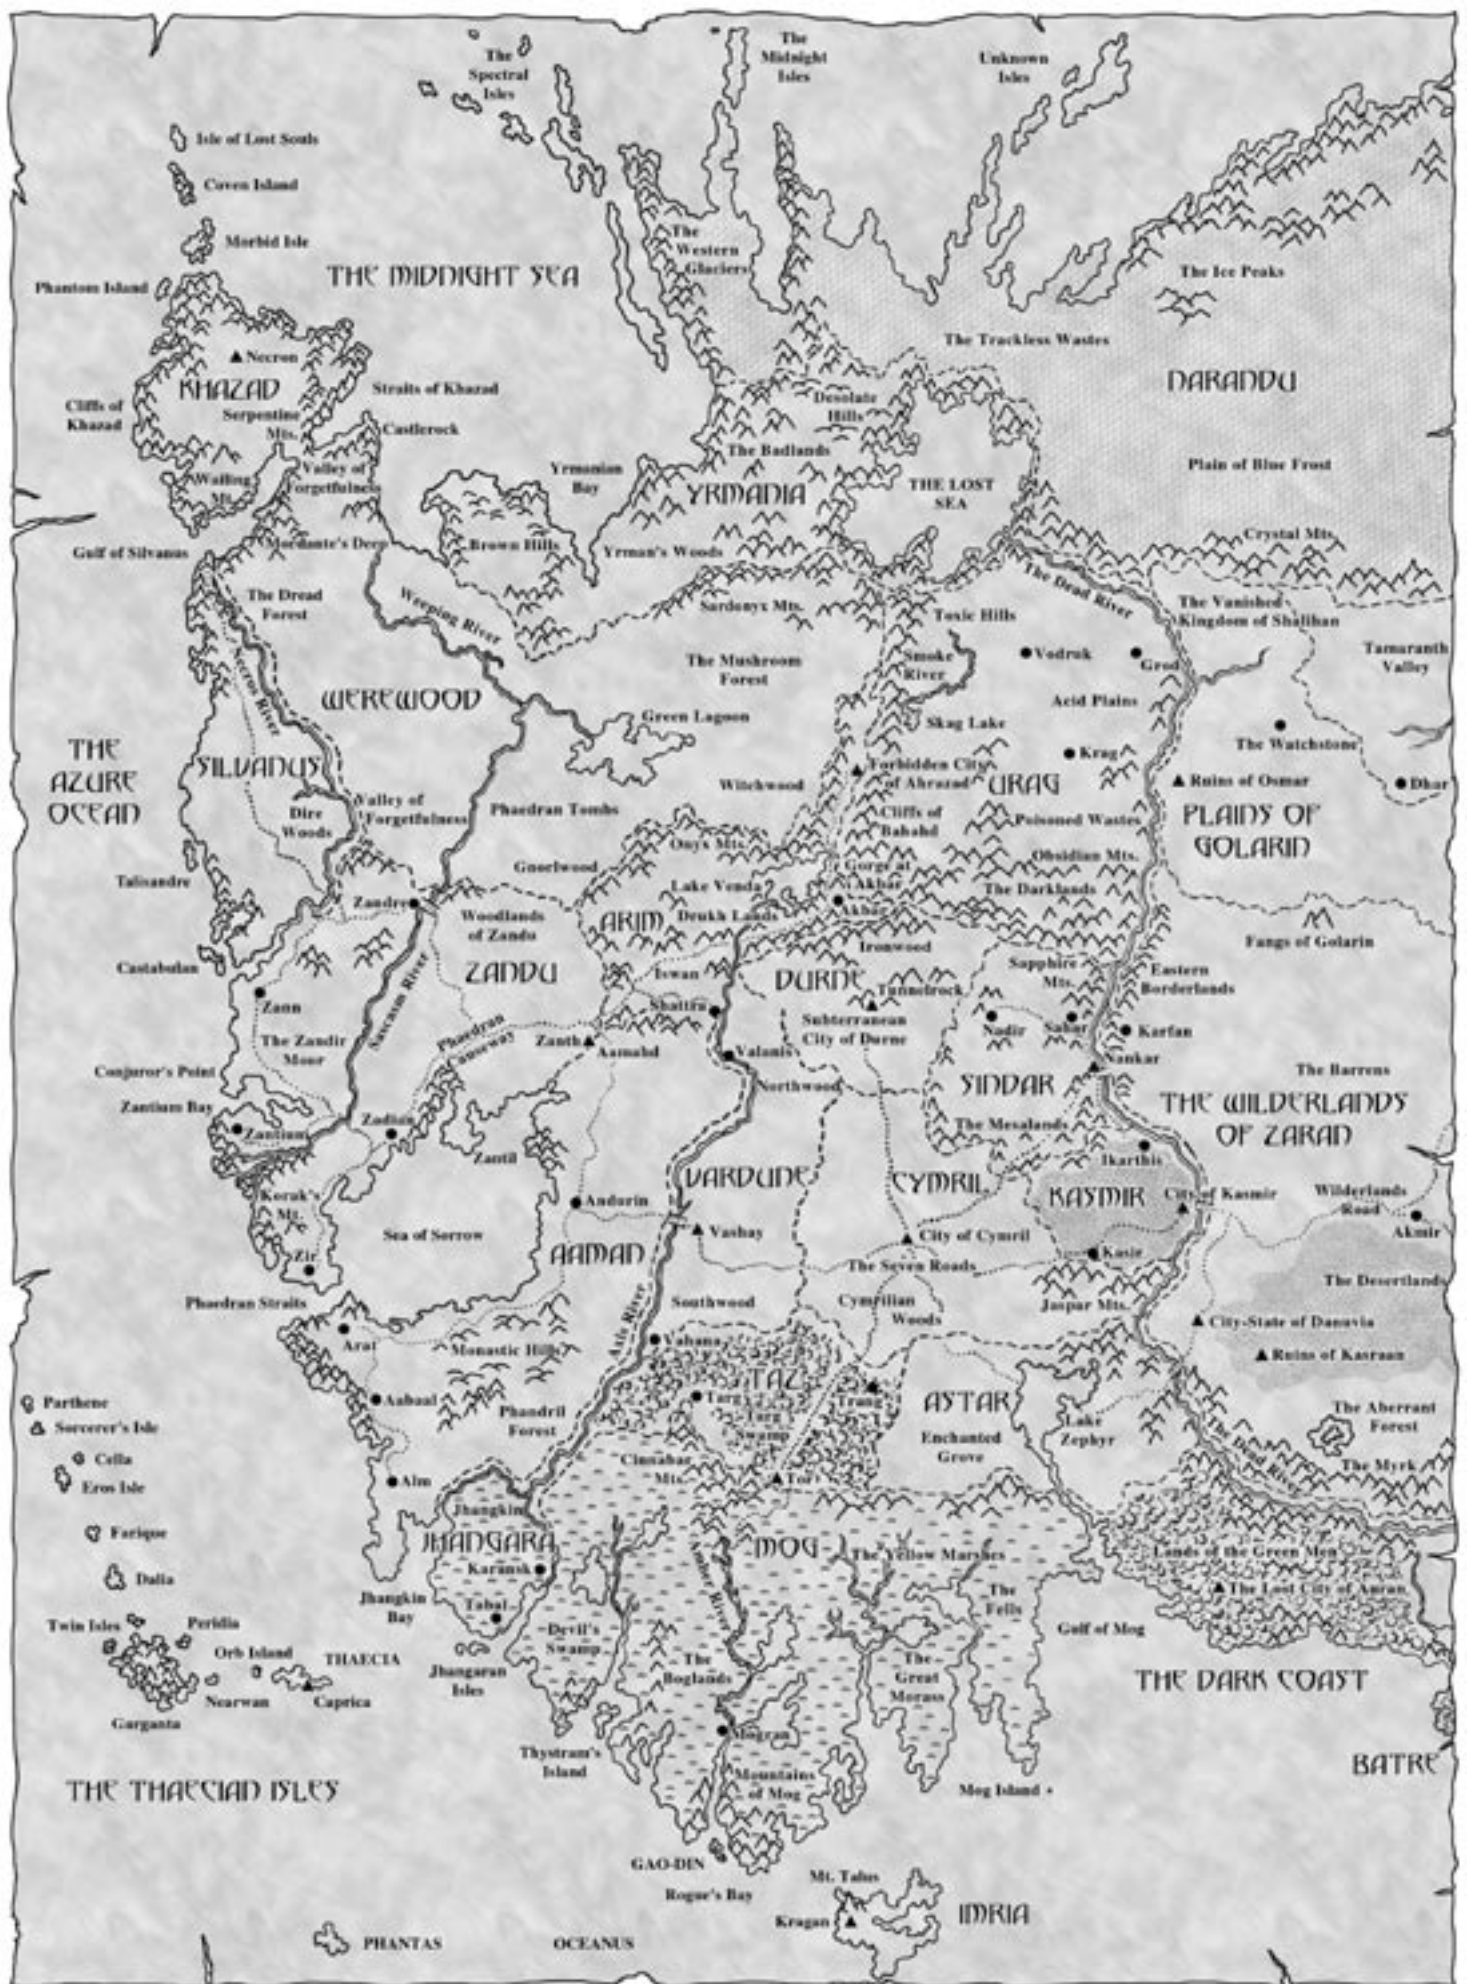 The
Spectral
Isles
The
Midnight
Isles
Unknown
Isles
Isle of Lost Souls
Coven Island
Morbid Isle
Phantom Island
THE MIDNIGHT SEA
The
Western
Glaciers
The Ice Peaks
The Trackless Wastes
NARANDU
Necron
KHAZAD
Straits of Khazad
Cliffs of
Khazad
Serpentine
Mts.
Castlerock
Desolate
Hills
The Badlands
Plain of Blue Frost
Wailing
Mt.
Valley of
Forgetfulness
Yrmanian
Bay
YRMANIA
THE LOST
SEA
Crystal Mts.
Gulf of Silvanus
Mordante's Deep
Brown Hills
Yrman's Woods
The Dread
Forest
Weeping River
Sardonyx Mts.
Toxic Hills
The Dead River
The Vanished
Kingdom of Shalihan
Tamaranth
Valley
Necros River
The Mushroom
Forest
Smoke
River
Vodruk
Grod
WEREWOOD
Acid Plains
Green Lagoon
Skag Lake
THE
AZURE
OCEAN
SILVANUS
Krag
The Watchstone
Witchwood
Forbidden City
of Ahrazad
URAG
Ruins of Osmar
Dhar
Dire
Woods
Valley of
Forgetfulness
Phaedran Tombs
Cliffs of
Bahahd
Poisoned Wastes
PLAINS OF
GOLARIN
Onyx Mts.
Obsidian Mts.
Talisandre
Gnorlwood
Gorge at
Akbar
Lake Venda
The Darklands
Zandre
Woodlands
of Zandu
ARIM
Drukh Lands
Akbar
Ironwood
Fangs of Golarin
Castabulan
ZANDU
Iswan
DURNE
Sapphire
Mts.
Eastern
Borderlands
Tunnelrock
Zann
Sascasm River
Shattra
Subterranean
City of Durne
Nadir
Sahar
Karfan
The Zandir
Moor
Phaedran
Causeway
Zanth
Aamahd
Valanis
Nankar
Conjuror's Point
The Barrens
Northwood
SINDAR
THE WILDERLANDS
OF ZARAN
Zantium Bay
Zantium
Zadian
The Mesalands
Zantil
Ikarthis
VARDUNE
CYMRIL
KASMIR
City of Kasmir
Wilderlands
Road
Akmir
Korak's
Mt.
Andurin
Sea of Sorrow
Vashay
City of Cymril
AAMAN
Kasir
Zir
The Seven Roads
The Desertlands
Phaedran Straits
Southwood
Cymrilian
Woods
Jaspar Mts.
City-State of Danuvia
Arat
Axis River
Monastic Hills
Vahana
Ruins of Kasraan
TAZ
Parthene
Aabaal
Targ
Trang
ASTAR
The Aberrant
Forest
Sorcerer's Isle
Phandril
Forest
Targ
Swamp
Lake
Zephyr
Enchanted
Grove
The Dead River
Cella
Eros Isle
Cinnabar
Mts.
Tor
The Myrk
Alm
Jhangkin
Farique
JHANGARA
MOG
The Yellow Marshes
Lands of the Green Men
Karansk
Amber River
Dalia
Jhangkin
Bay
Tabal
The
Fells
The Lost City of Amran
Twin Isles
Peridia
Devil's
Swamp
Gulf of Mog
Orb Island
THAECIA
Jhangaran
Isles
The
Boglands
The
Great
Morass
THE DARK COAST
Nearwan
Caprica
Garganta
Mogran
Thystram's
Island
Mountains
of Mog
BATRE
THE THAECIAN ISLES
Mog Island
GAO-DIN
Mt. Talus
Rogue's Bay
Kragan
IMRIA
PHANTAS
OCEANUS